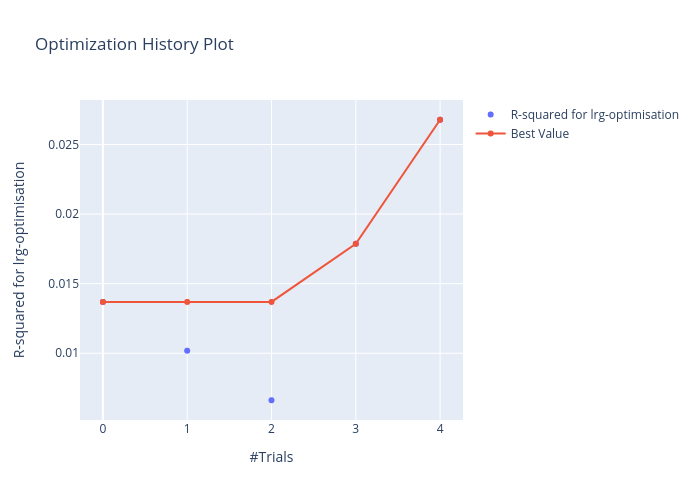 Optimization History Plot
R-squared for lrg-optimisation
Best Value
0.025
0.02
0.015
0.01
R-squared for lrg-optimisation
0 1 2 3 4
#Trials